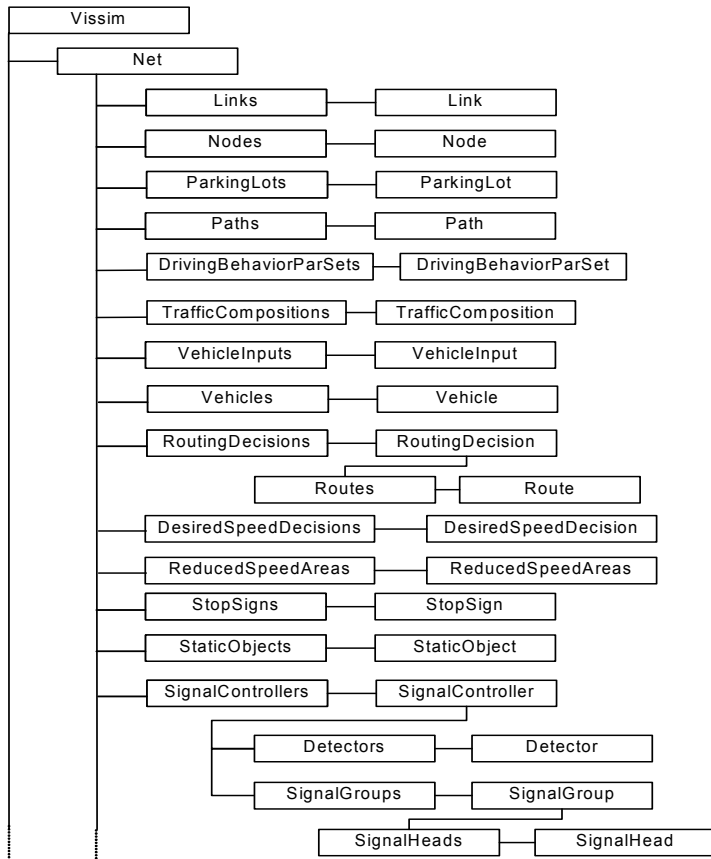 Vissim
Net
Links Link
Nodes Node
ParkingLots ParkingLot
Paths Path
DrivingBehaviorParSets DrivingBehaviorParSet
TrafficCompositions TrafficComposition
VehicleInputs VehicleInput
Vehicles Vehicle
RoutingDecisions RoutingDecision
Routes Route
DesiredSpeedDecisions DesiredSpeedDecision
ReducedSpeedAreas ReducedSpeedAreas
StopSigns StopSign
StaticObjects StaticObject
SignalControllers SignalController
Detectors Detector
SignalGroups SignalGroup
SignalHeads SignalHead